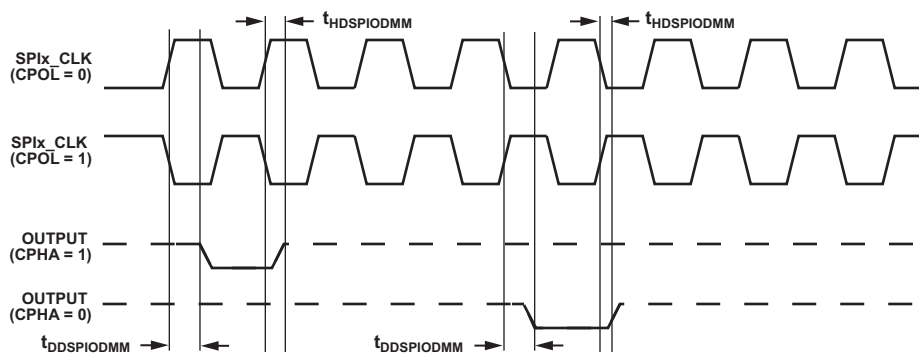 tHDSPIODMM
tHDSPIODMM
SPIx_CLK
(CPOL = 0)
SPIx_CLK
(CPOL = 1)
OUTPUT
(CPHA = 1)
OUTPUT
(CPHA = 0)
tDDSPIODMM
tDDSPIODMM